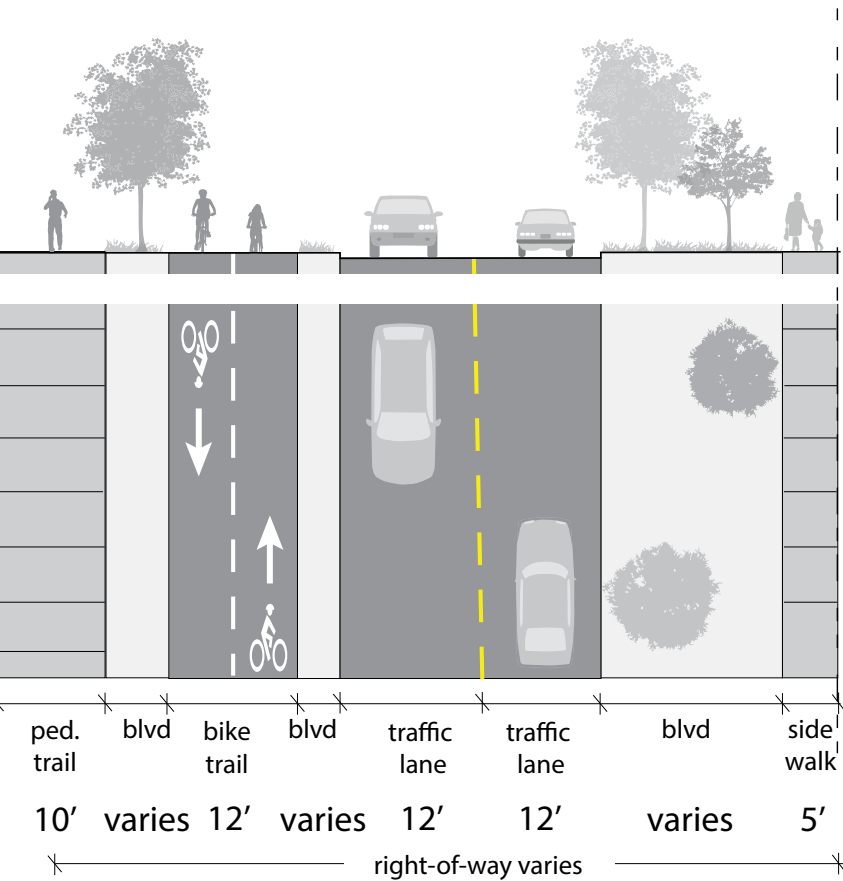 ped. trail
blvd
bike trail
blvd
traffic lane
traffic lane
blvd
side walk
10’ varies 12’ varies 12’ 12’ varies 5’
right-of-way varies